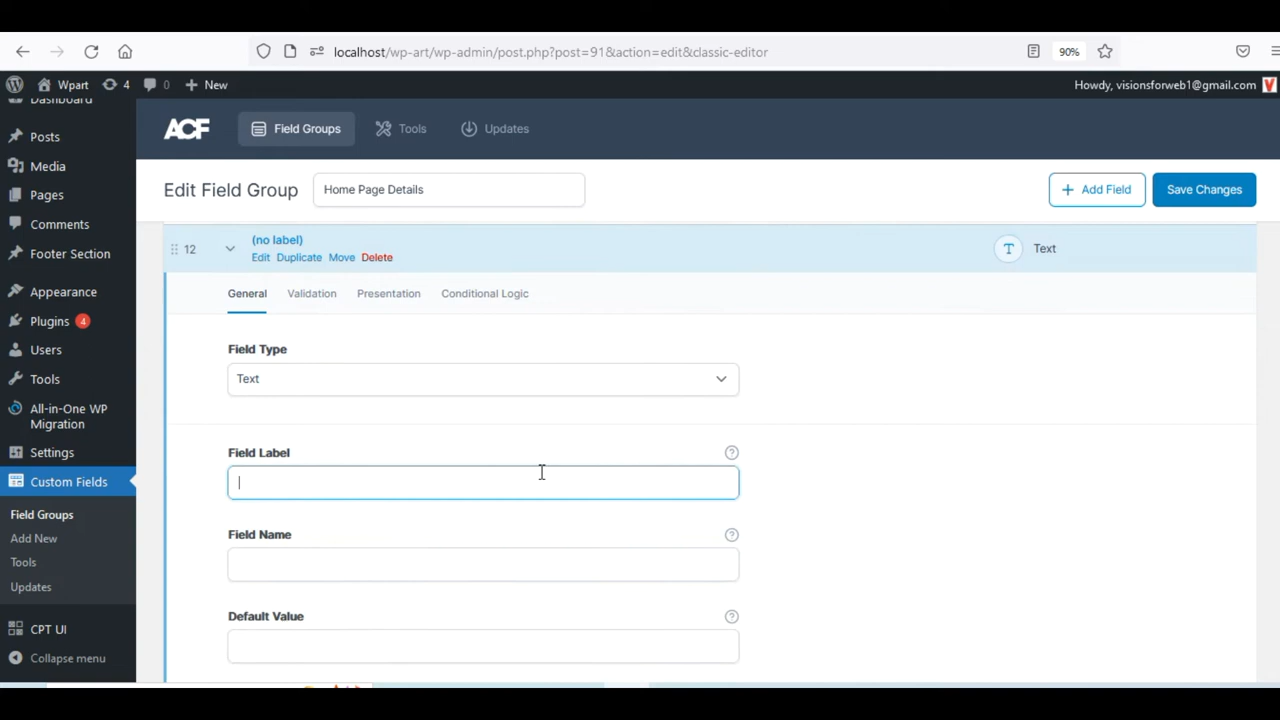 localhost/wp-art/wp-admin/post.php?post=91&action=edit&classic-editor
90%
Wpart
4
0
New
Howdy, visionsforweb1@gmail.com
Dashboard
Posts
Media
Pages
Comments
Footer Section
Appearance
Plugins 4
Users
Tools
All-in-One WP
Migration
Settings
Custom Fields
Field Groups
Add New
Tools
Updates
CPT UI
Collapse menu
ACF
Field Groups
Tools
Updates
Edit Field Group
Home Page Details
+ Add Field
Save Changes
12
(no label)
Edit Duplicate Move Delete
T Text
General Validation Presentation Conditional Logic
Field Type
Text
Field Label
Field Name
Default Value